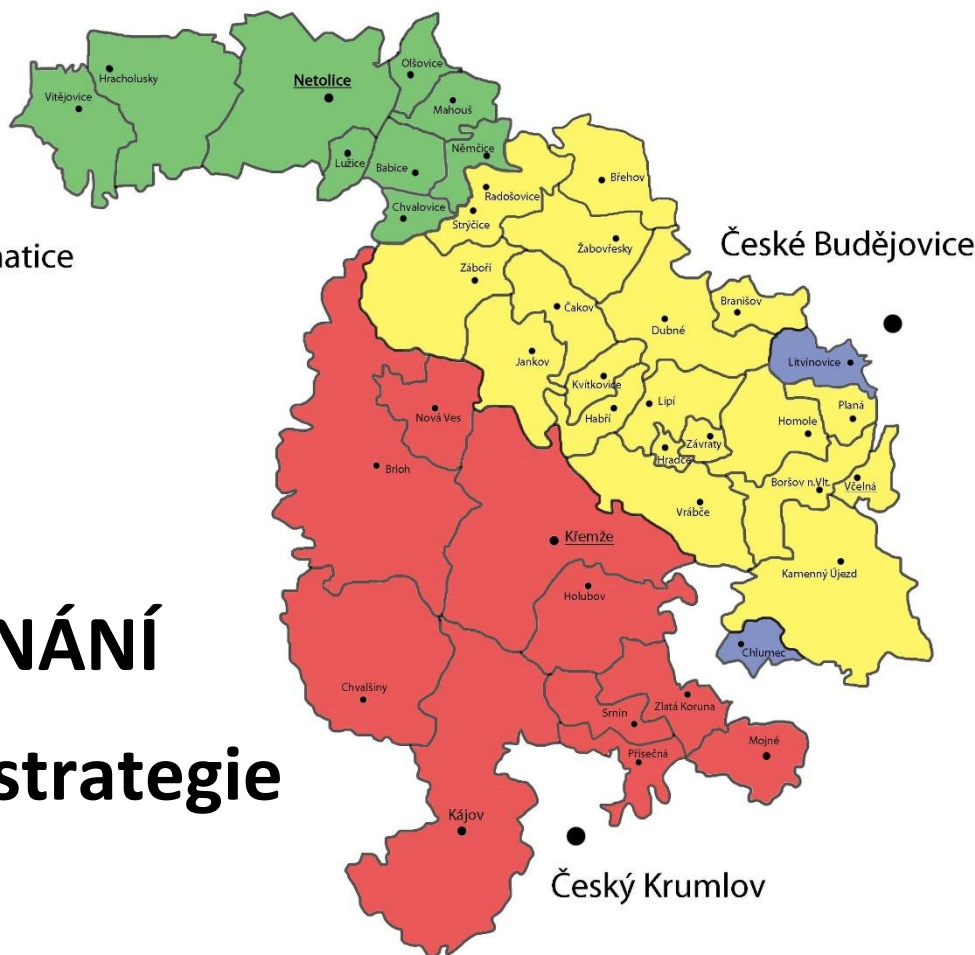 Olšovice
Hracholusky
Netolice
Vitějovice
Mahouš
Němčice
Lužice
Babice
Břehov
Radošovice
Chvalovice
Strýčice
Žabovřesky
České Budějovice
natice
Záboří
Čakov
Branišov
Dubné
Jankov
Litvínovice
Kvítkovice
Lipí
Planá
Nová Ves
Habří
Homole
Závraty
Hradce
Brloh
Boršov n.Vlt.
Včelná
Vrábče
Křemže
Kamenný Újezd
Holubov
NÁNÍ
Chlumec
Chvalšiny
Zlatá Koruna
Srnín
Mojné
Přísečná
strategie
Kájov
Český Krumlov